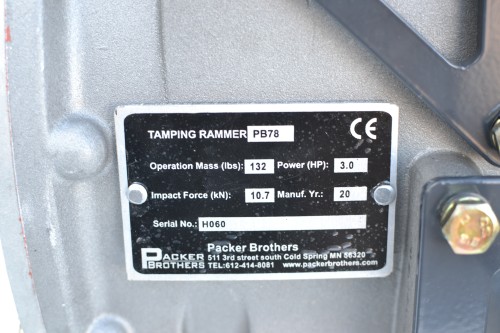 TAMPING RAMMER PB78 CE
Operation Mass (lbs): 132 Power (HP): 3.0
Impact Force (kN): 10.7 Manuf. Yr.: 20
Serial No.: H060
Packer Brothers
PACKER BROTHERS
511 3rd street south Cold Spring MN 56320
TEL:612-414-8081 www.packerbrothers.com